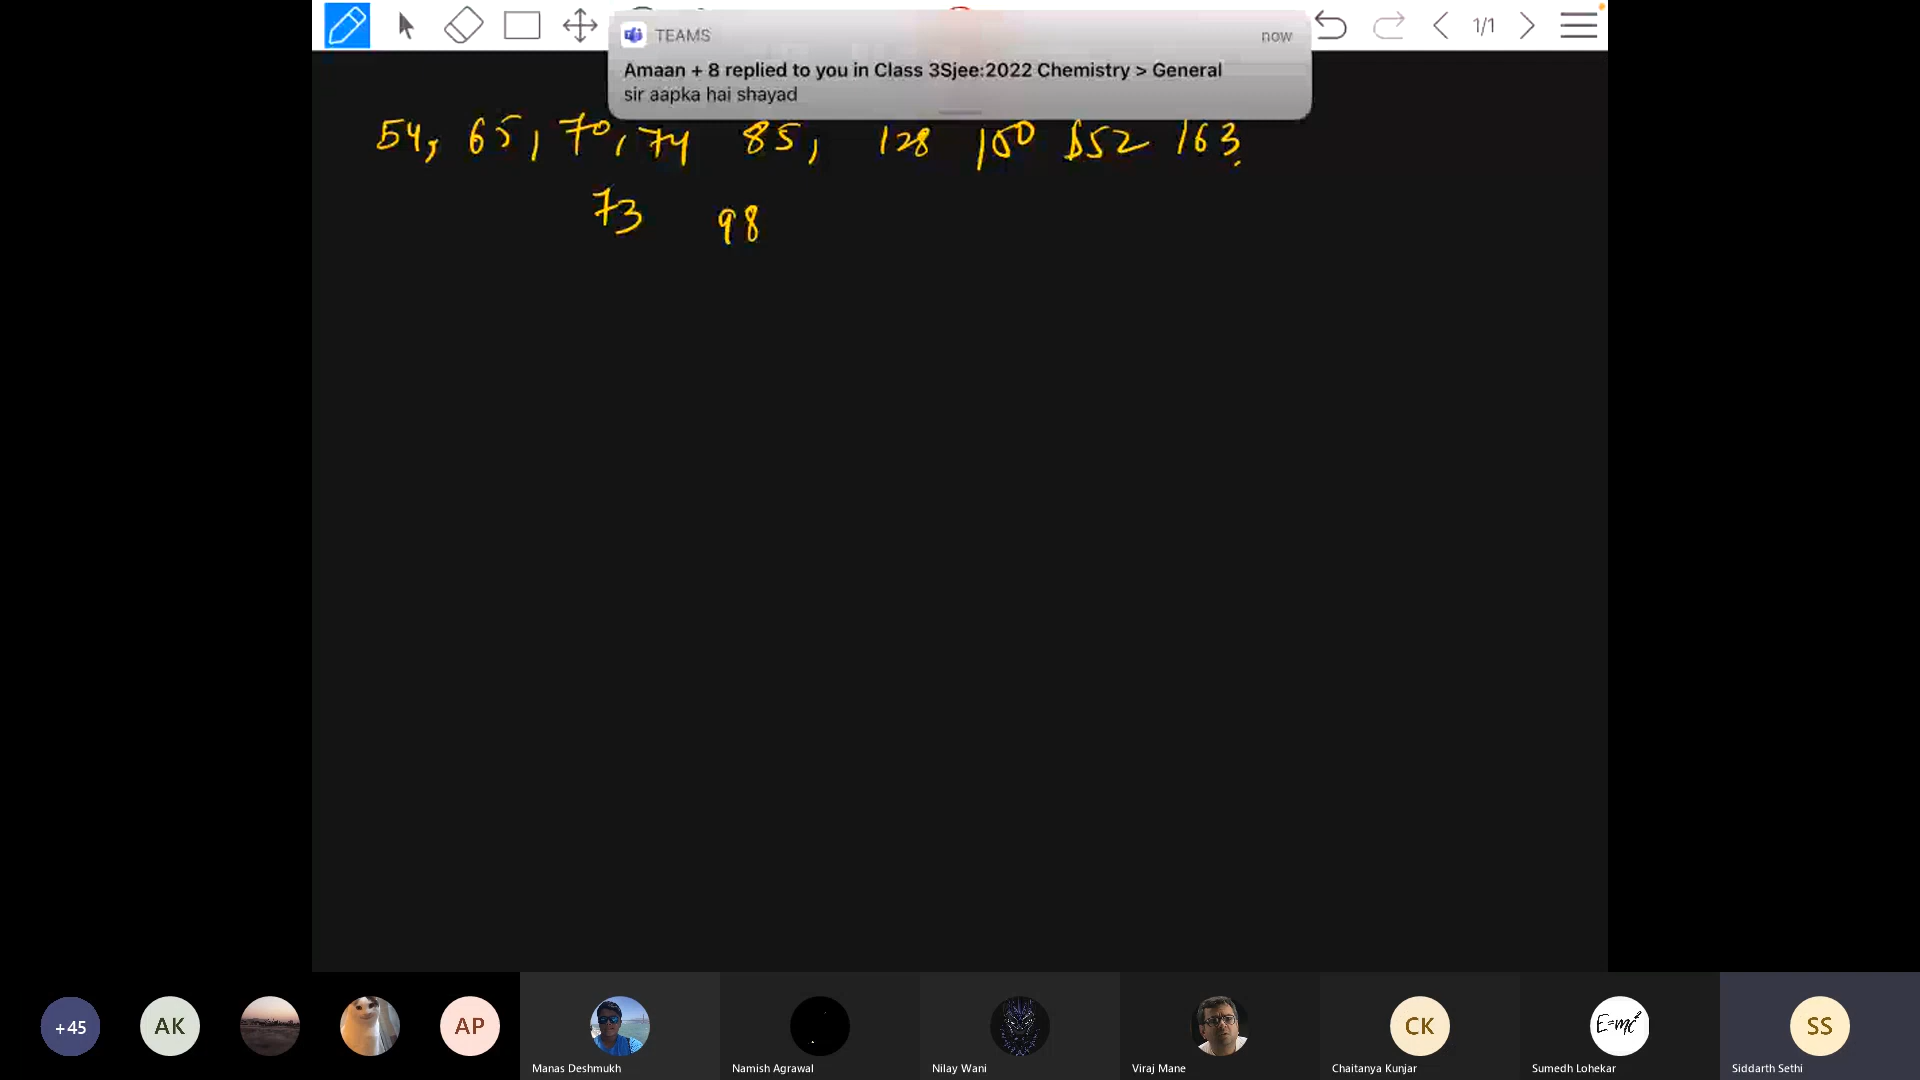 1/1
TEAMS
now
Amaan + 8 replied to you in Class 3Sjee:2022 Chemistry > General
sir aapka hai shayad
54, 65, 70, 74 85, 128 100 152 163.
73 98
+45
AK
AP
CK
E=mc²
SS
Manas Deshmukh
Namish Agrawal
Nilay Wani
Viraj Mane
Chaitanya Kunjar
Sumedh Lohekar
Siddarth Sethi